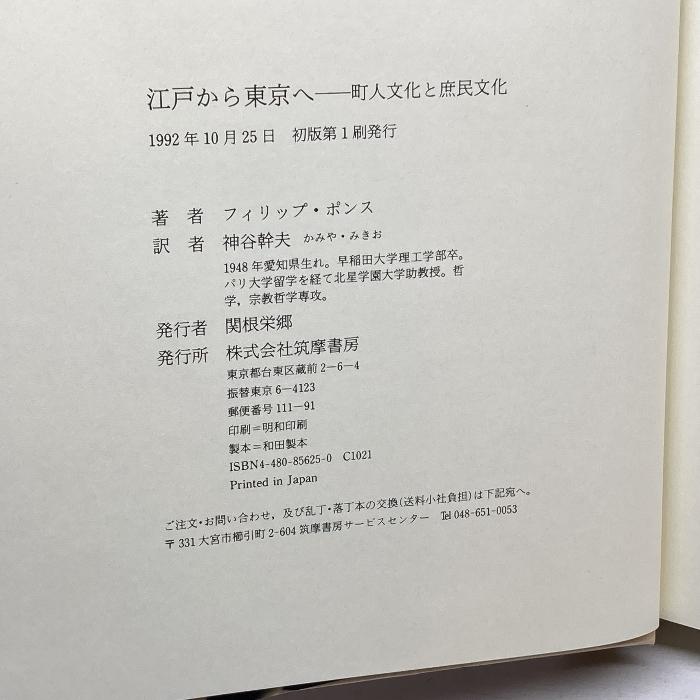 江戸から東京へ——町人文化と庶民文化
1992年10月25日　初版第1刷発行
著　者　フィリップ・ポンス
訳　者　神谷幹夫　かみや・みきお
1948年愛知県生れ。早稲田大学理工学部卒。
パリ大学留学を経て北星学園大学助教授。哲
学，宗教哲学専攻。
発行者　関根栄郷
発行所　株式会社筑摩書房
東京都台東区蔵前2−6−4
振替東京6−4123
郵便番号111−91
印刷＝明和印刷
製本＝和田製本
ISBN4-480-85625-0　C1021
Printed in Japan
ご注文・お問い合わせ，及び乱丁・落丁本の交換(送料小社負担)は下記宛へ。
〒331大宮市櫛引町2-604筑摩書房サービスセンター　Tel 048-651-0053